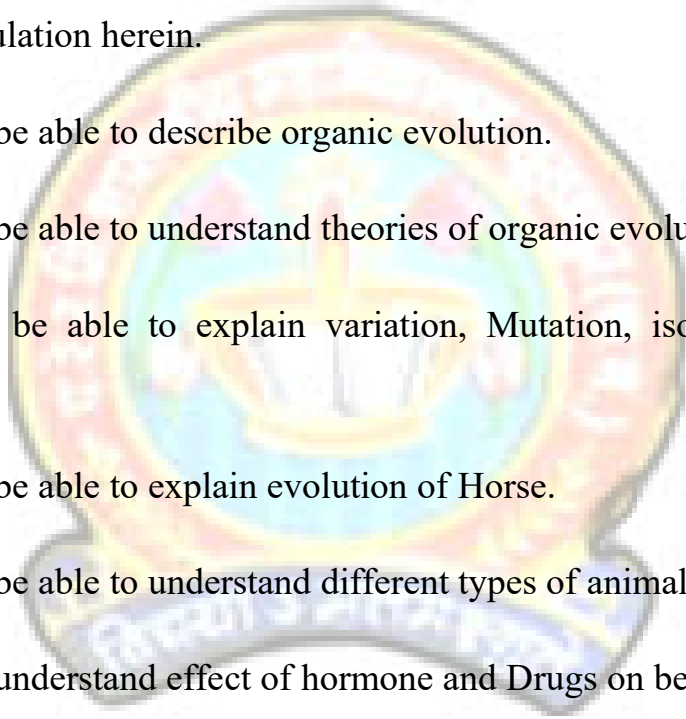 ulation herein.
be able to describe organic evolution.
be able to understand theories of organic evolu
be able to explain variation, Mutation, iso
be able to explain evolution of Horse.
be able to understand different types of animal
understand effect of hormone and Drugs on be